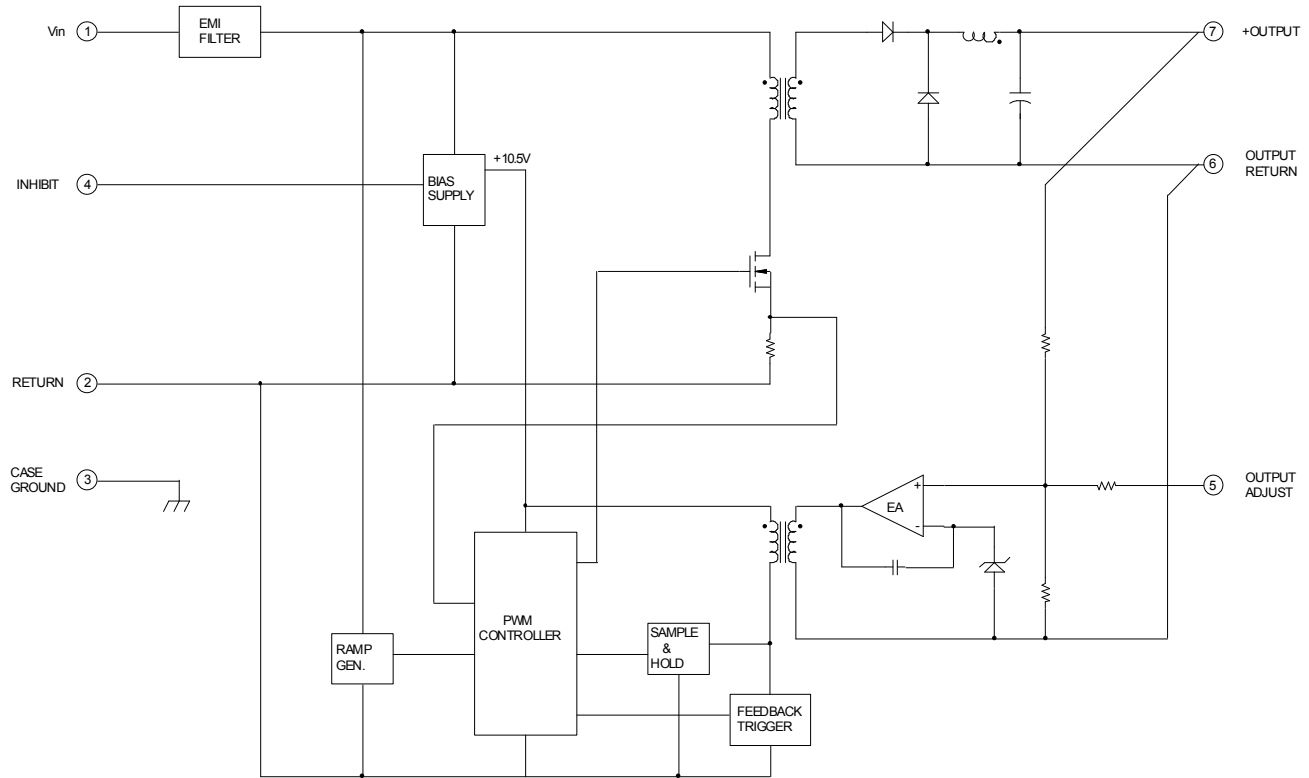 EMI
FILTER
Vin
1
7
+OUTPUT
+10.5V
INHIBIT
4
BIAS
SUPPLY
6
OUTPUT
RETURN
RETURN
2
CASE
GROUND
3
5
OUTPUT
ADJUST
+
EA
-
PWM
CONTROLLER
SAMPLE
&
HOLD
RAMP
GEN.
FEEDBACK
TRIGGER